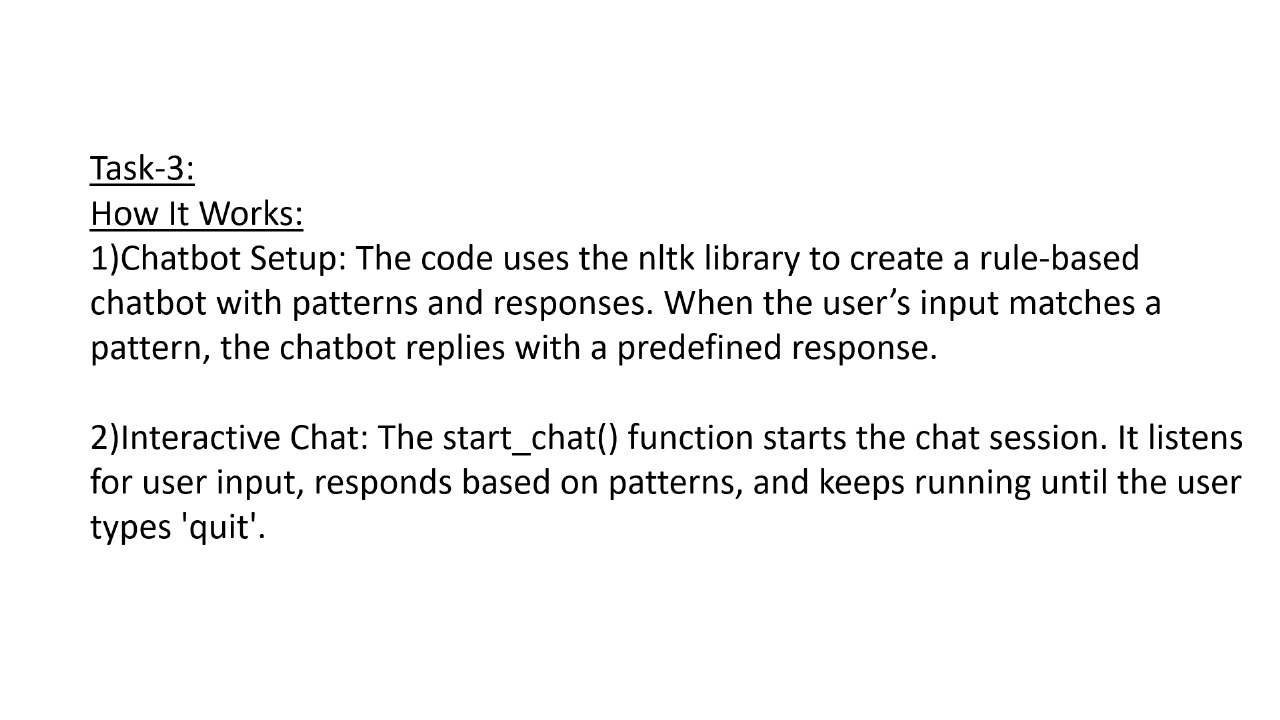 Task-3:
How It Works:
1)Chatbot Setup: The code uses the nltk library to create a rule-based
chatbot with patterns and responses. When the user’s input matches a
pattern, the chatbot replies with a predefined response.
2)Interactive Chat: The start_chat() function starts the chat session. It listens
for user input, responds based on patterns, and keeps running until the user
types 'quit'.